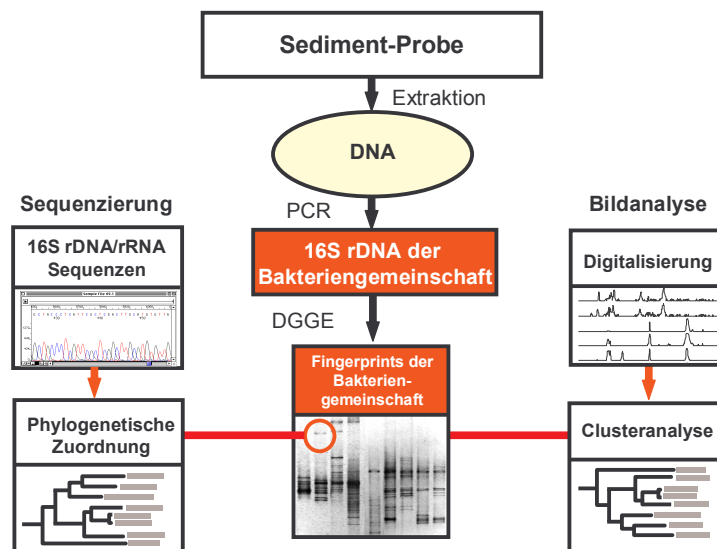 Sediment-Probe
Extraktion
DNA
PCR
16S rDNA der
Bakteriengemeinschaft
DGGE
Fingerprints der
Bakterien-
gemeinschaft
Sequenzierung
16S rDNA/rRNA
Sequenzen
Phylogenetische
Zuordnung
Bildanalyse
Digitalisierung
Clusteranalyse